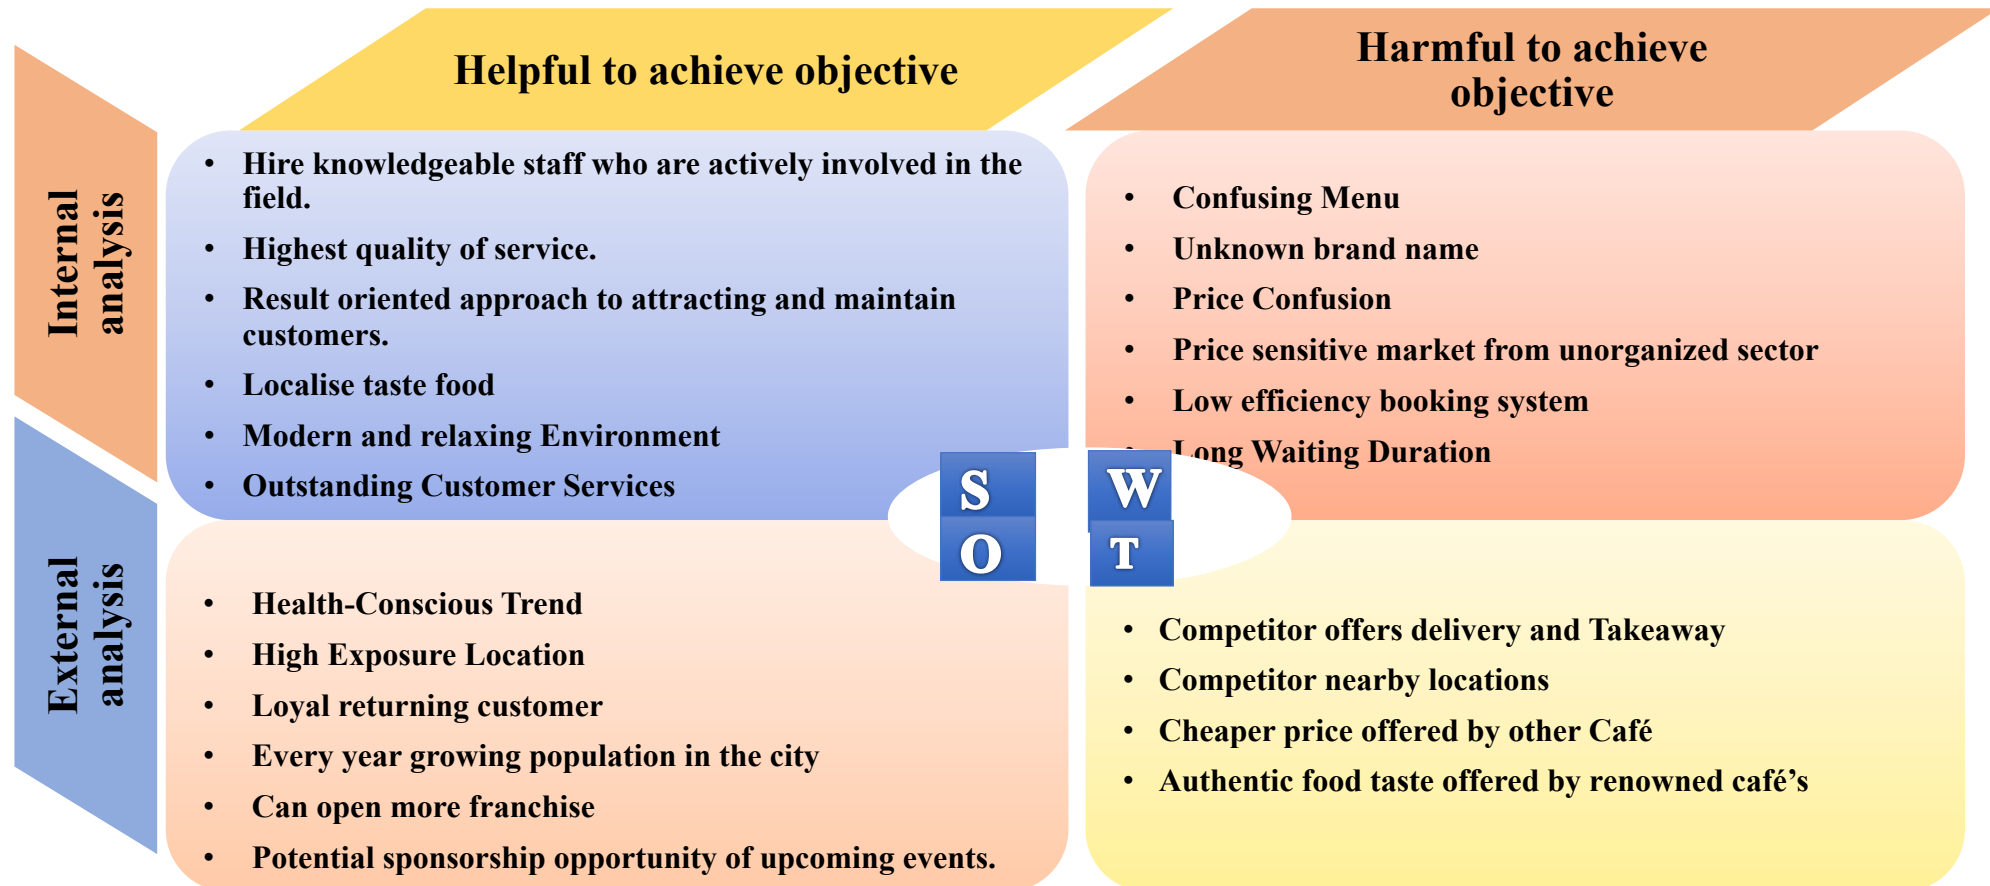 Helpful to achieve objective
Harmful to achieve
objective
Internal
analysis
• Hire knowledgeable staff who are actively involved in the
field.
• Highest quality of service.
• Result oriented approach to attracting and maintain
customers.
• Localise taste food
• Modern and relaxing Environment
• Outstanding Customer Services
• Confusing Menu
• Unknown brand name
• Price Confusion
• Price sensitive market from unorganized sector
• Low efficiency booking system
• Long Waiting Duration
S
W
O
T
External
analysis
• Health-Conscious Trend
• High Exposure Location
• Loyal returning customer
• Every year growing population in the city
• Can open more franchise
• Potential sponsorship opportunity of upcoming events.
• Competitor offers delivery and Takeaway
• Competitor nearby locations
• Cheaper price offered by other Café
• Authentic food taste offered by renowned café’s